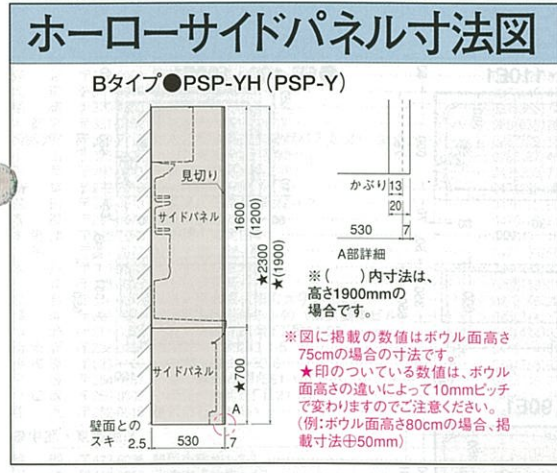 ホーローサイドパネル寸法図
Bタイプ●PSP-YH(PSP-Y)
見切り
サイドパネル
1600
(1200)
★2300
★(1900)
サイドパネル
★700
A
壁面との
スキ 2.5
530
7
かぶり 13
20
530
7
A部詳細
※(　　)内寸法は、
高さ1900mmの
場合です。
※図に掲載の数値はボウル面高さ
75cmの場合の寸法です。
★印のついている数値は、ボウル
面高さの違いによって10mmピッチ
で変わりますのでご注意ください。
(例:ボウル面高さ80cmの場合、掲
載寸法⊕50mm)